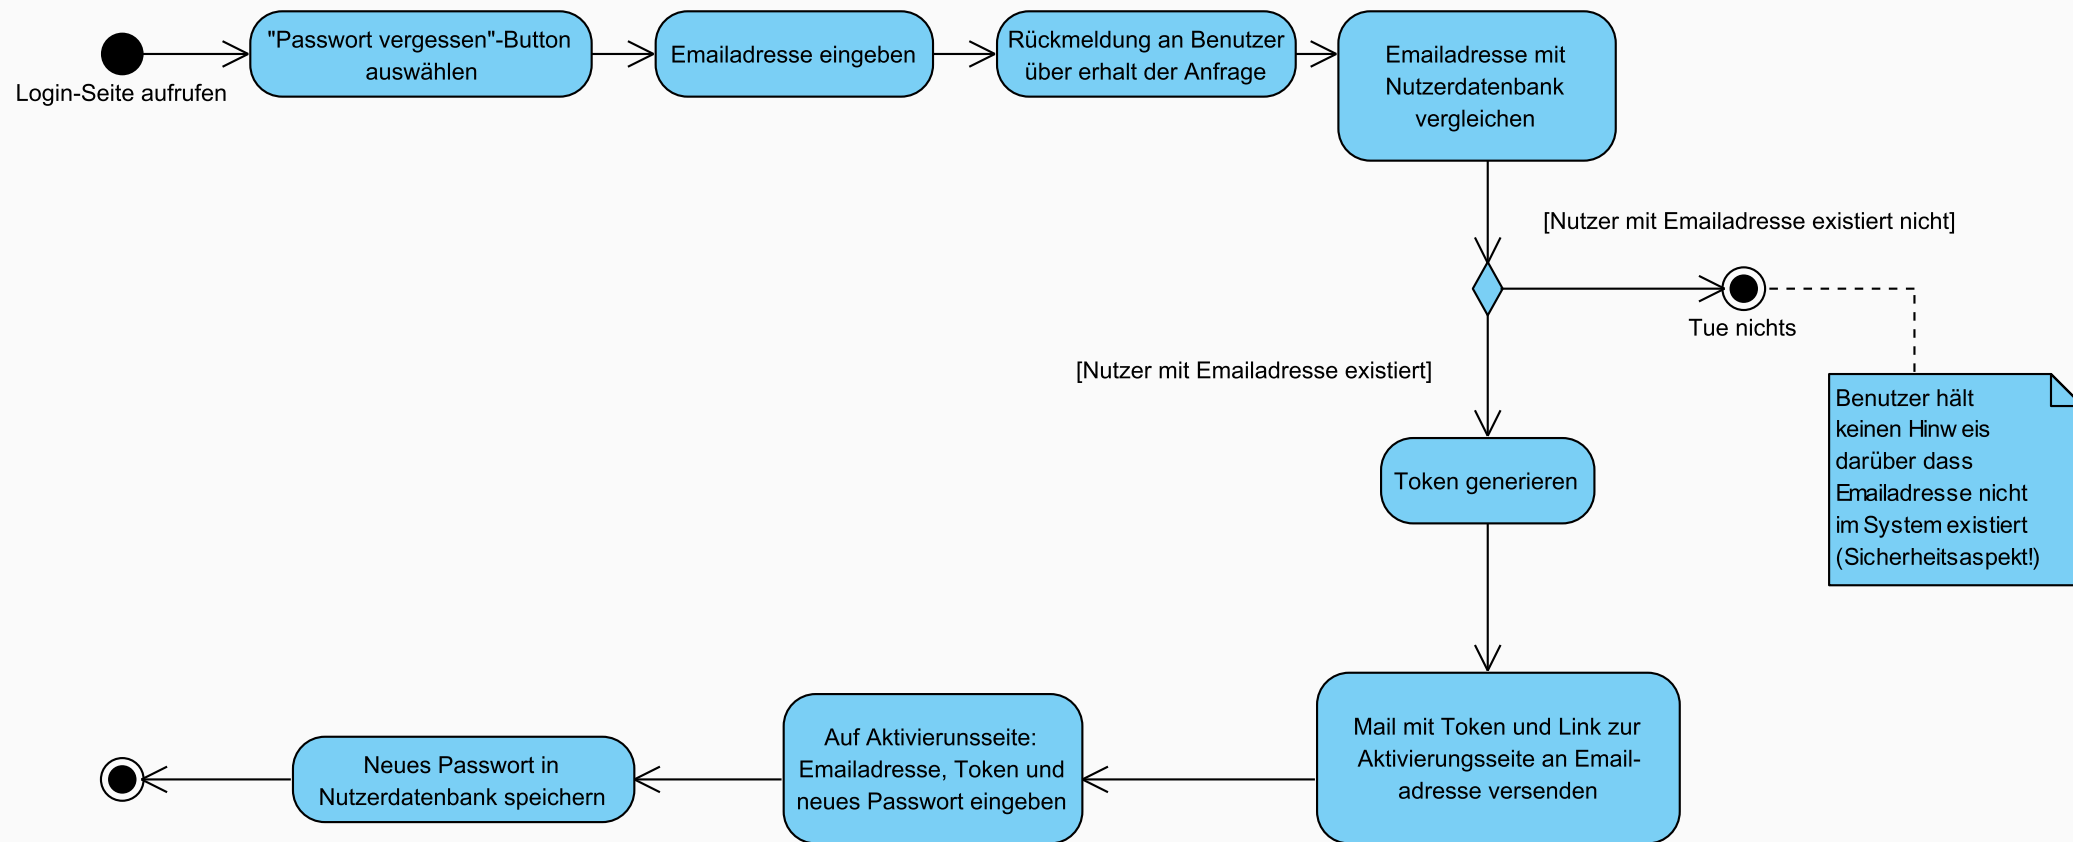 "Passwort vergessen"-Button
auswählen
Login-Seite aufrufen
Emailadresse eingeben
Rückmeldung an Benutzer
über erhalt der Anfrage
Emailadresse mit
Nutzerdatenbank
vergleichen
[Nutzer mit Emailadresse existiert nicht]
Tue nichts
[Nutzer mit Emailadresse existiert]
Benutzer hält
keinen Hinweis
darüber dass
Emailadresse nicht
im System existiert
(Sicherheitsaspekt!)
Token generieren
Mail mit Token und Link zur
Aktivierungsseite an Email-
adresse versenden
Auf Aktivierunsseite:
Emailadresse, Token und
neues Passwort eingeben
Neues Passwort in
Nutzerdatenbank speichern